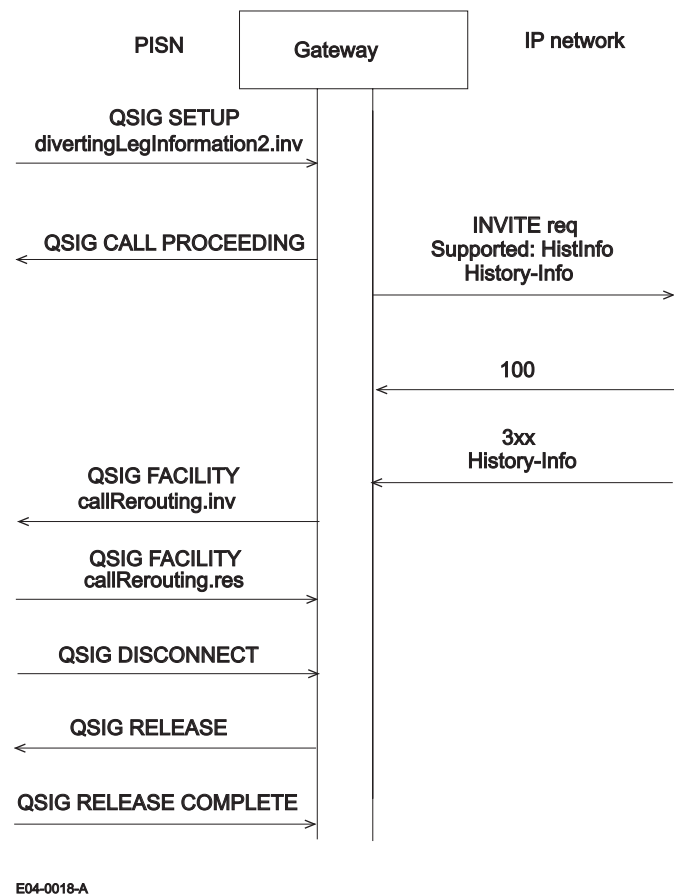 PISN
Gateway
IP network
QSIG SETUP
divertingLegInformation2.inv
QSIG CALL PROCEEDING
INVITE req
Supported: HistInfo
History-Info
100
3xx
History-Info
QSIG FACILITY
callRerouting.inv
QSIG FACILITY
callRerouting.res
QSIG DISCONNECT
QSIG RELEASE
QSIG RELEASE COMPLETE
E04-0018-A